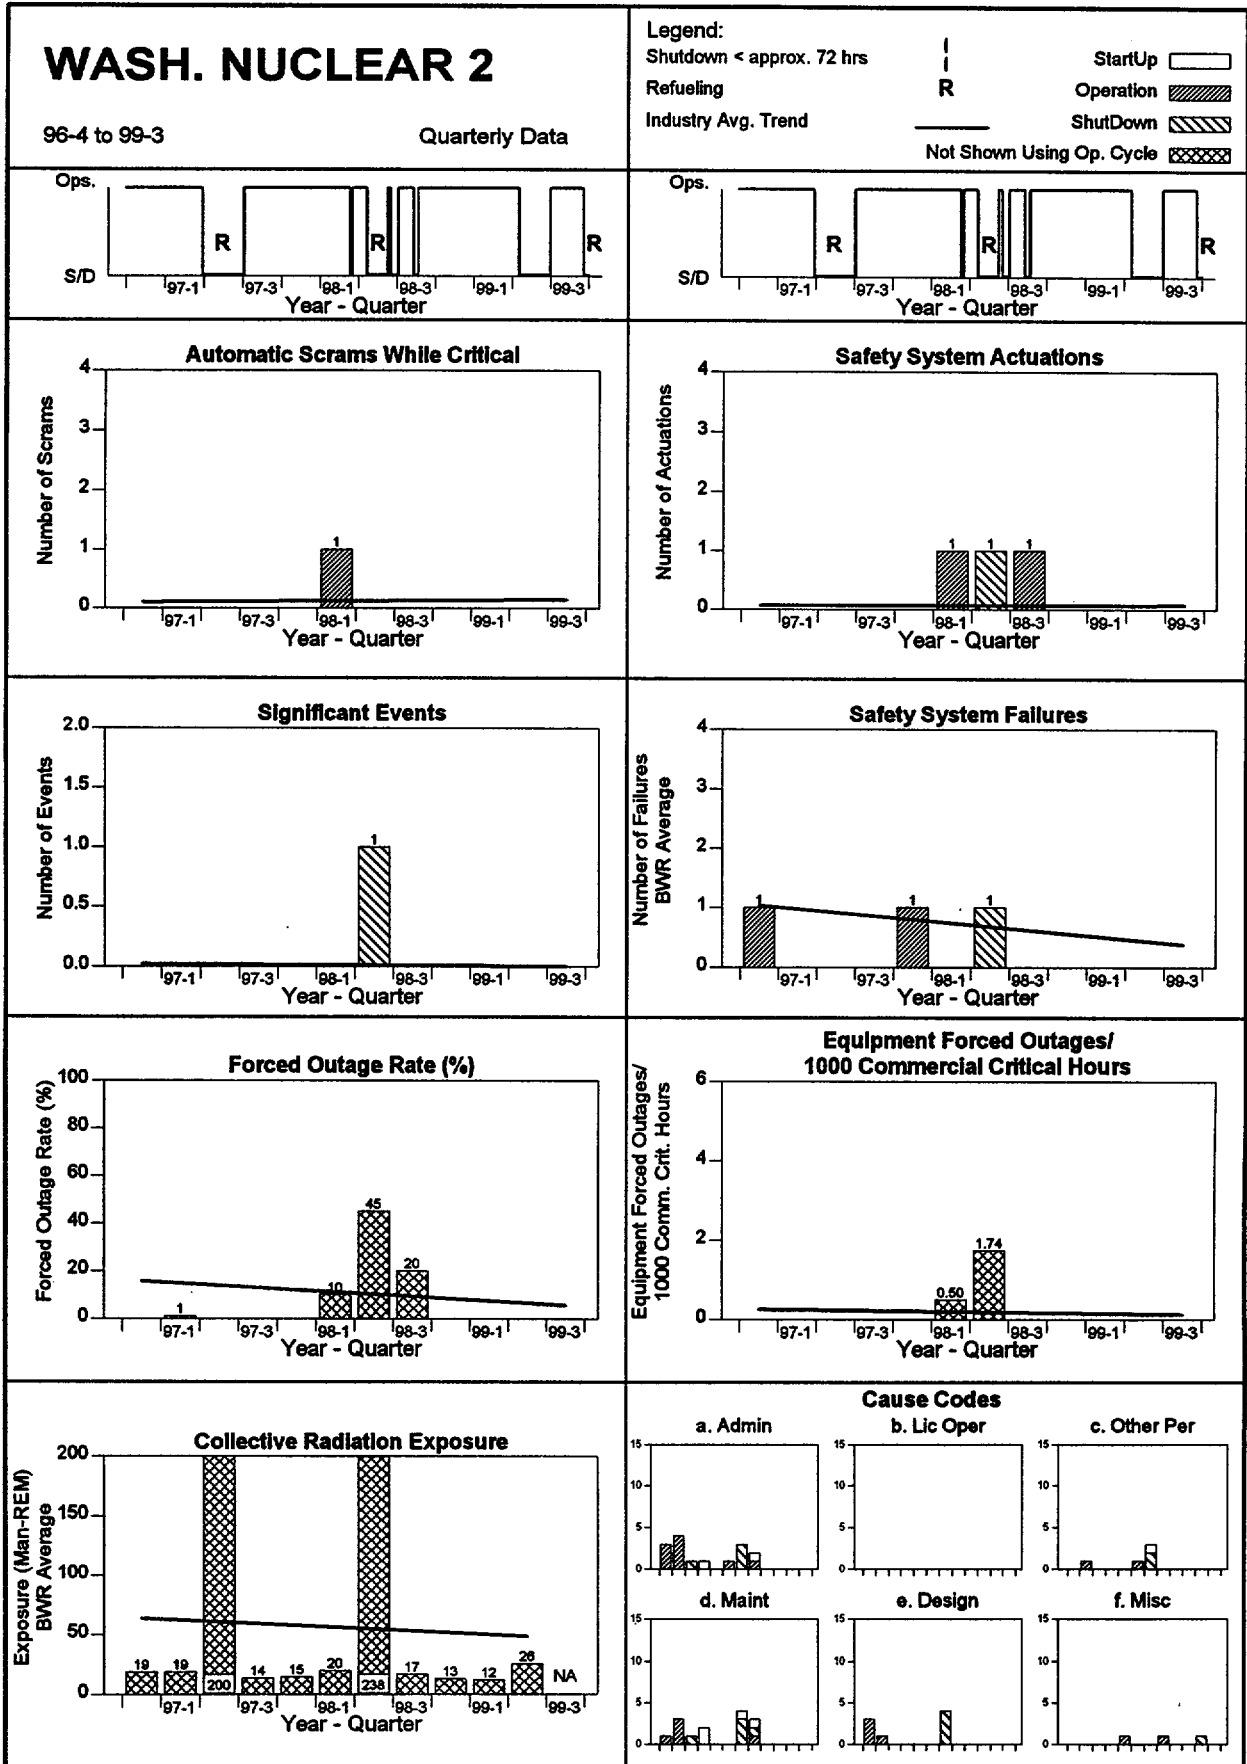 WASH. NUCLEAR 2
96-4 to 99-3 Quarterly Data
Legend:
Shutdown < approx. 72 hrs
Refueling R
Industry Avg. Trend
StartUp
Operation
ShutDown
Not Shown Using Op. Cycle
Ops.
R R R
S/D
97-1 97-3 98-1 98-3 99-1 99-3
Year - Quarter
Ops.
R R R
S/D
97-1 97-3 98-1 98-3 99-1 99-3
Year - Quarter
Automatic Scrams While Critical
Number of Scrams
4
3
2
1
0
1
97-1 97-3 98-1 98-3 99-1 99-3
Year - Quarter
Safety System Actuations
Number of Actuations
4
3
2
1
0
1 1 1
97-1 97-3 98-1 98-3 99-1 99-3
Year - Quarter
Significant Events
Number of Events
2.0
1.5
1.0
0.5
0.0
1
97-1 97-3 98-1 98-3 99-1 99-3
Year - Quarter
Safety System Failures
Number of Failures
BWR Average
4
3
2
1
0
1 1 1
97-1 97-3 98-1 98-3 99-1 99-3
Year - Quarter
Forced Outage Rate (%)
Forced Outage Rate (%)
100
80
60
40
20
0
1 10 45 20
97-1 97-3 98-1 98-3 99-1 99-3
Year - Quarter
Equipment Forced Outages/
1000 Commercial Critical Hours
Equipment Forced Outages/
1000 Comm. Crit. Hours
6
4
2
0
0.50 1.74
97-1 97-3 98-1 98-3 99-1 99-3
Year - Quarter
Collective Radiation Exposure
Exposure (Man-REM)
BWR Average
200
150
100
50
0
19 19 200 14 15 20 238 17 13 12 26 NA
97-1 97-3 98-1 98-3 99-1 99-3
Year - Quarter
Cause Codes
a. Admin
15
10
5
0
b. Lic Oper
15
10
5
0
c. Other Per
15
10
5
0
d. Maint
15
10
5
0
e. Design
15
10
5
0
f. Misc
15
10
5
0